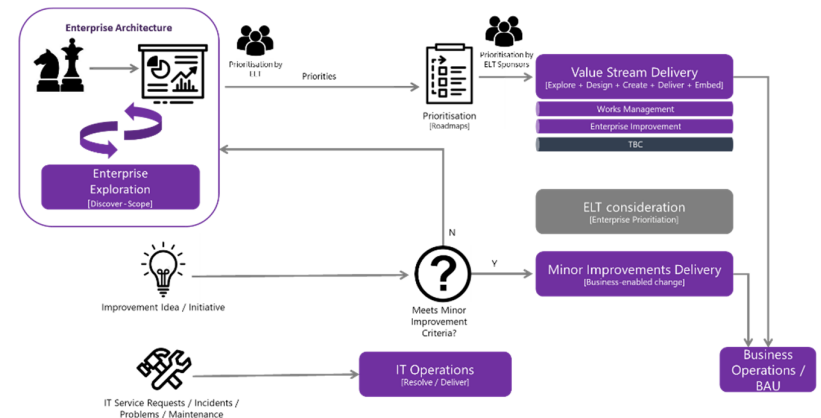 Enterprise Architecture
Prioritisation by
ELT
Priorities
Prioritisation
[Roadmaps]
Prioritisation by
ELT Sponsors
Value Stream Delivery
[Explore + Design + Create + Deliver + Embed]
Works Management
Enterprise Improvement
TBC
Enterprise
Exploration
[Discover - Scope]
ELT consideration
[Enterprise Prioritiation]
N
Improvement Idea / Initiative
?
Meets Minor
Improvement
Criteria?
Y
Minor Improvements Delivery
[Business-enabled change]
IT Service Requests / Incidents /
Problems / Maintenance
IT Operations
[Resolve / Deliver]
Business
Operations /
BAU